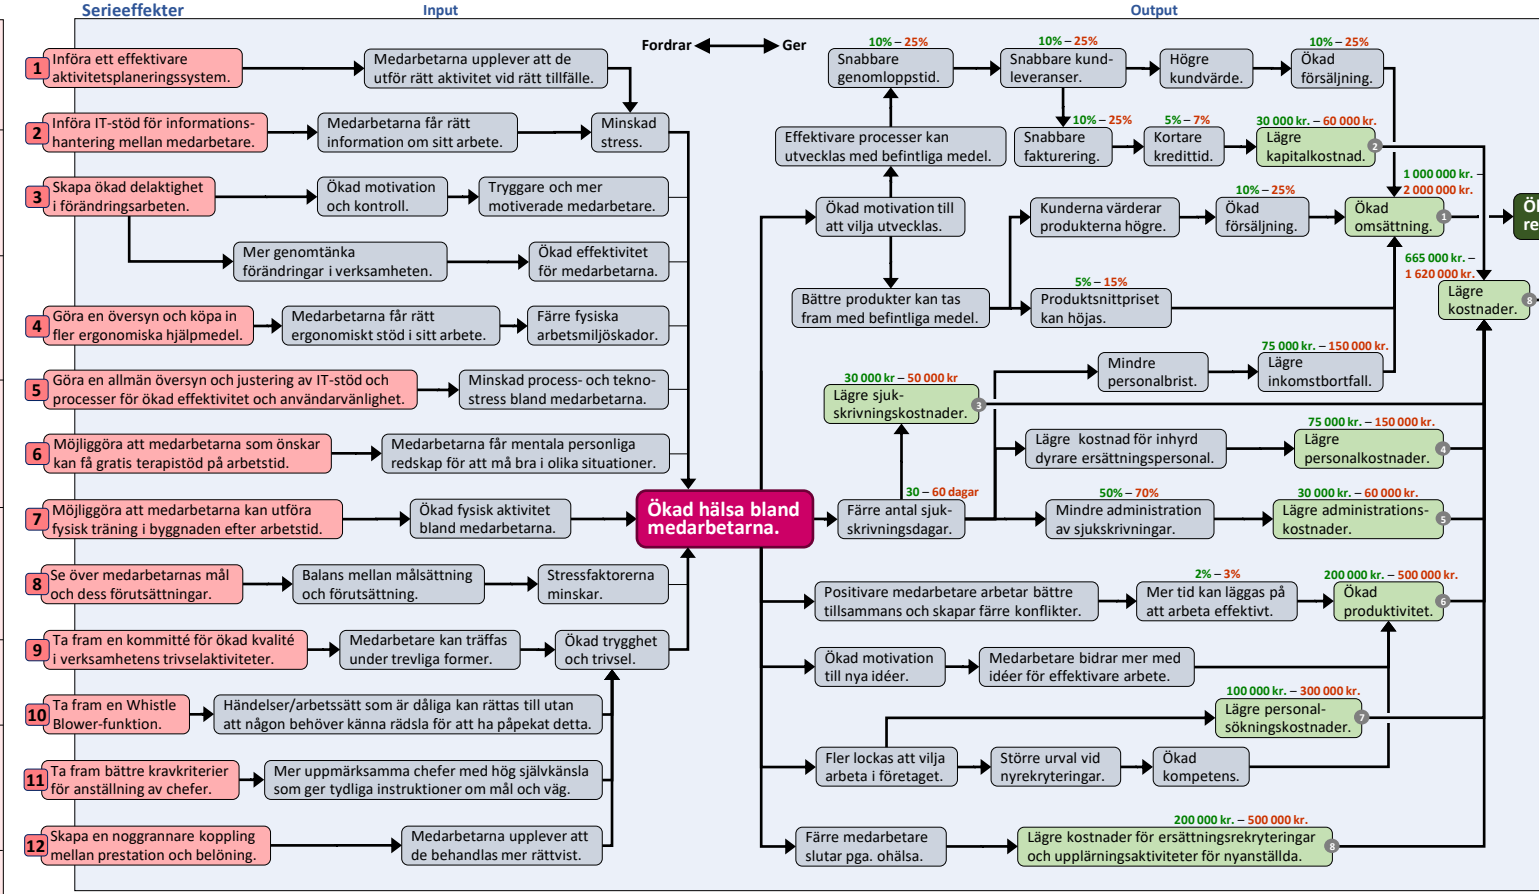 Serieeffekter
Input
Output
Fordrar
Ger
1
Införa ett effektivare
aktivitetsplaneringssystem.
Medarbetarna upplever att de
utför rätt aktivitet vid rätt tillfälle.
2
Införa IT-stöd för informations-
hantering mellan medarbetare.
Medarbetarna får rätt
information om sitt arbete.
Minskad
stress.
3
Skapa ökad delaktighet
i förändringsarbeten.
Ökad motivation
och kontroll.
Tryggare och mer
motiverade medarbetare.
Mer genomtänka
förändringar i verksamheten.
Ökad effektivitet
för medarbetarna.
4
Göra en översyn och köpa in
fler ergonomiska hjälpmedel.
Medarbetarna får rätt
ergonomiskt stöd i sitt arbete.
Färre fysiska
arbetsmiljöskador.
5
Göra en allmän översyn och justering av IT-stöd och
processer för ökad effektivitet och användarvänlighet.
Minskad process- och tekno-
stress bland medarbetarna.
6
Möjliggöra att medarbetarna som önskar
kan få gratis terapistöd på arbetstid.
Medarbetarna får mentala personliga
redskap för att må bra i olika situationer.
7
Möjliggöra att medarbetarna kan utföra
fysisk träning i byggnaden efter arbetstid.
Ökad fysisk aktivitet
bland medarbetarna.
8
Se över medarbetarnas mål
och dess förutsättningar.
Balans mellan målsättning
och förutsättning.
Stressfaktorerna
minskar.
9
Ta fram en kommitté för ökad kvalité
i verksamhetens trivselaktiviteter.
Medarbetare kan träffas
under trevliga former.
Ökad trygghet
och trivsel.
10
Ta fram en Whistle
Blower-funktion.
Händelser/arbetssätt som är dåliga kan rättas till utan
att någon behöver känna rädsla för att ha påpekat detta.
11
Ta fram bättre kravkriterier
för anställning av chefer.
Mer uppmärksamma chefer med hög självkänsla
som ger tydliga instruktioner om mål och väg.
12
Skapa en noggrannare koppling
mellan prestation och belöning.
Medarbetarna upplever att
de behandlas mer rättvist.
Ökad hälsa bland
medarbetarna.
10% – 25%
Snabbare
genomloppstid.
10% – 25%
Snabbare kund-
leveranser.
Högre
kundvärde.
10% – 25%
Ökad
försäljning.
Effektivare processer kan
utvecklas med befintliga medel.
10% – 25%
Snabbare
fakturering.
5% – 7%
Kortare
kredittid.
30 000 kr. – 60 000 kr.
Lägre
kapitalkostnad.
2
1 000 000 kr. –
2 000 000 kr.
Ökad motivation till
att vilja utvecklas.
Kunderna värderar
produkterna högre.
10% – 25%
Ökad
försäljning.
Ökad
omsättning.
1
665 000 kr. –
1 620 000 kr.
Lägre
kostnader.
8
Bättre produkter kan tas
fram med befintliga medel.
5% – 15%
Produktsnittpriset
kan höjas.
Mindre
personalbrist.
75 000 kr. – 150 000 kr.
Lägre
inkomstbortfall.
30 000 kr – 50 000 kr
Lägre sjuk-
skrivningskostnader.
3
Lägre kostnad för inhyrd
dyrare ersättningspersonal.
75 000 kr. – 150 000 kr.
Lägre
personalkostnader.
4
30 – 60 dagar
Färre antal sjuk-
skrivningsdagar.
50% – 70%
Mindre administration
av sjukskrivningar.
30 000 kr. – 60 000 kr.
Lägre administrations-
kostnader.
5
Positivare medarbetare arbetar bättre
tillsammans och skapar färre konflikter.
2% – 3%
Mer tid kan läggas på
att arbeta effektivt.
200 000 kr. – 500 000 kr.
Ökad
produktivitet.
6
Ökad motivation
till nya idéer.
Medarbetare bidrar mer med
idéer för effektivare arbete.
100 000 kr. – 300 000 kr.
Lägre personal-
sökningskostnader.
7
Fler lockas att vilja
arbeta i företaget.
Större urval vid
nyrekryteringar.
Ökad
kompetens.
200 000 kr. – 500 000 kr.
Färre medarbetare
slutar pga. ohälsa.
Lägre kostnader för ersättningsrekryteringar
och upplärningsaktiviteter för nyanställda.
8